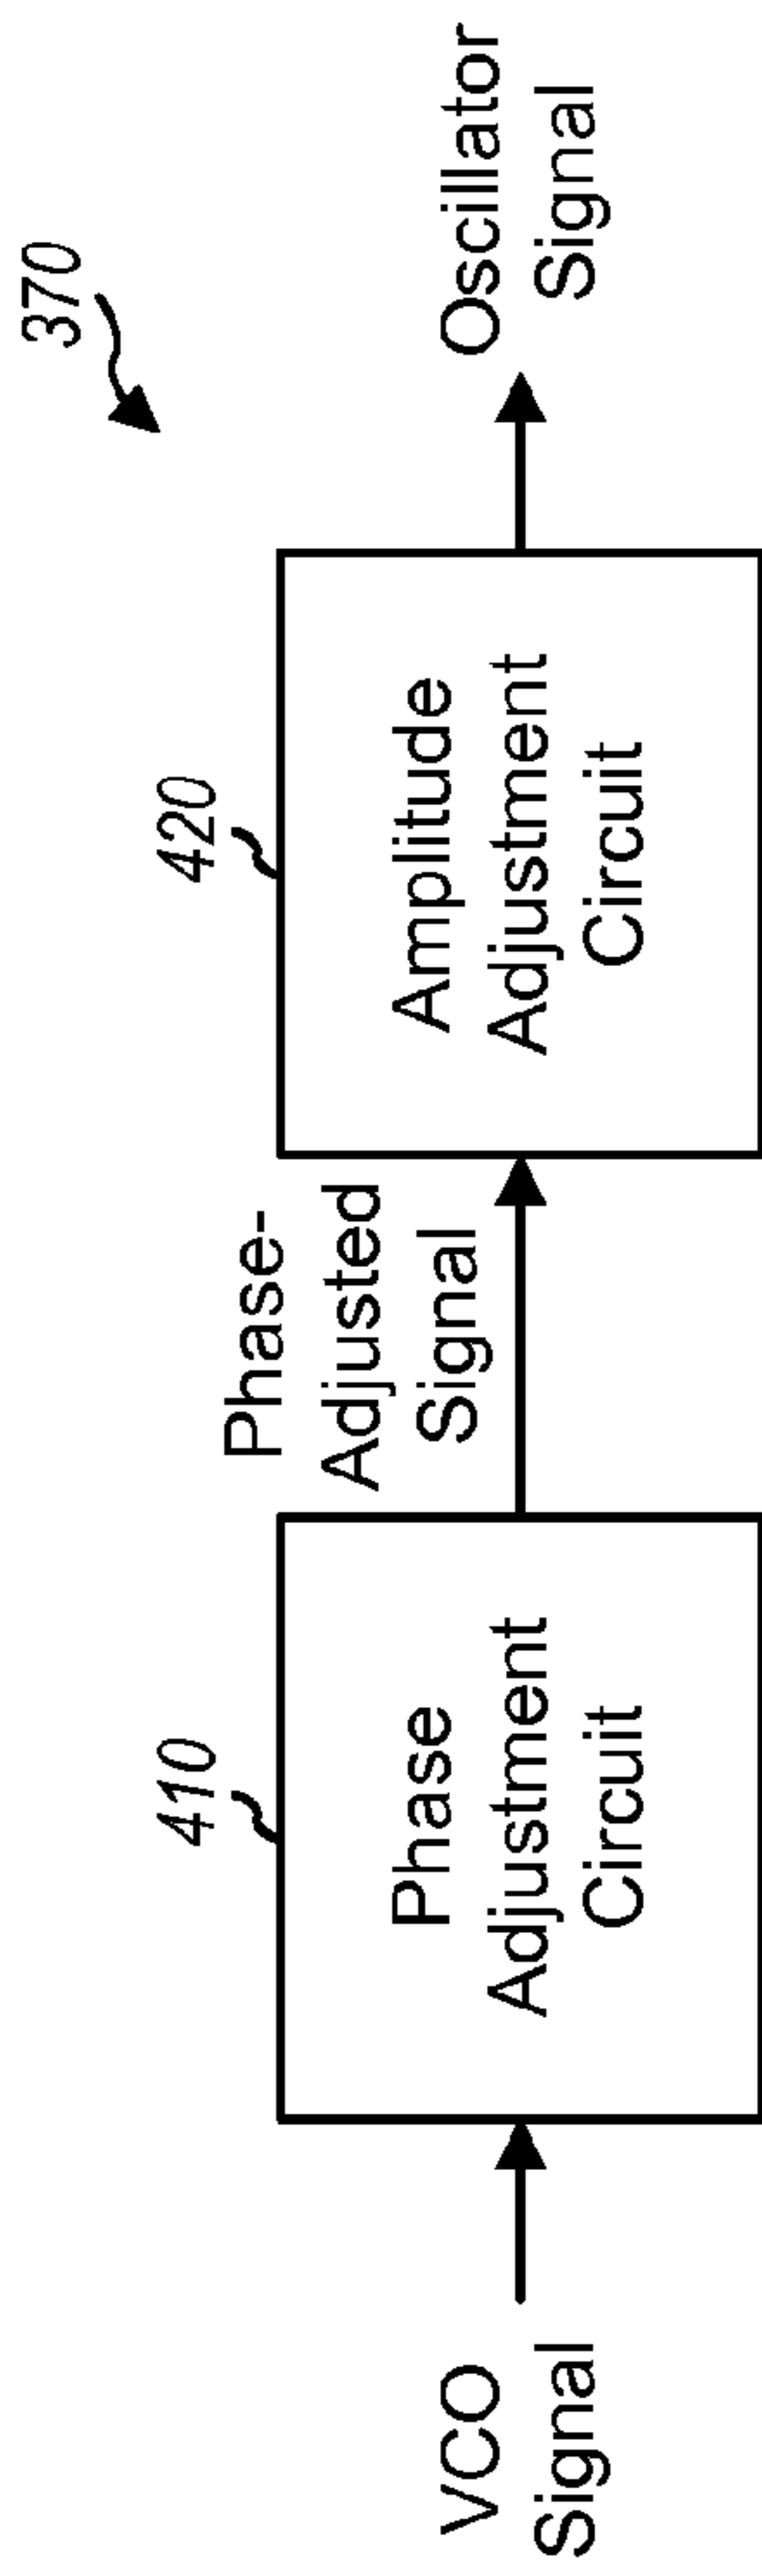 370
410
420
VCO
Signal
Phase
Adjustment
Circuit
Phase-
Adjusted
Signal
Amplitude
Adjustment
Circuit
Oscillator
Signal